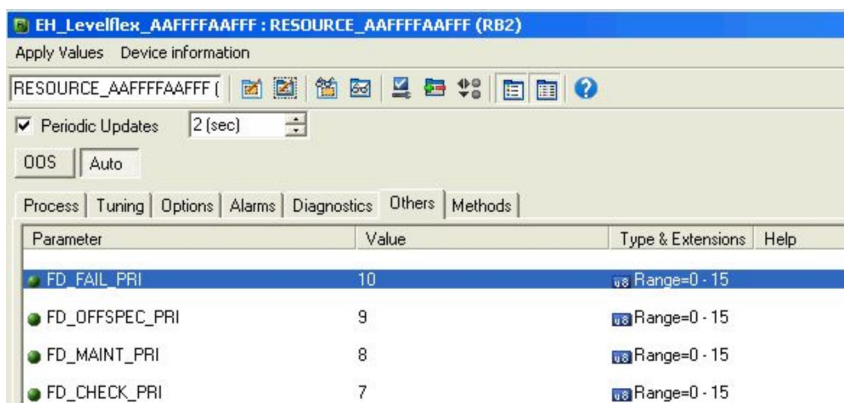 EH_Levelflex_AAFFFFAAFFF : RESOURCE_AAFFFFAAFFF (RB2)
Apply Values Device information
RESOURCE_AAFFFFAAFFF (
Periodic Updates 2 (sec)
OOS Auto
Process Tuning Options Alarms Diagnostics Others Methods
Parameter Value Type & Extensions Help
FD_FAIL_PRI 10 u8 Range=0 - 15
FD_OFFSPEC_PRI 9 u8 Range=0 - 15
FD_MAINT_PRI 8 u8 Range=0 - 15
FD_CHECK_PRI 7 u8 Range=0 - 15